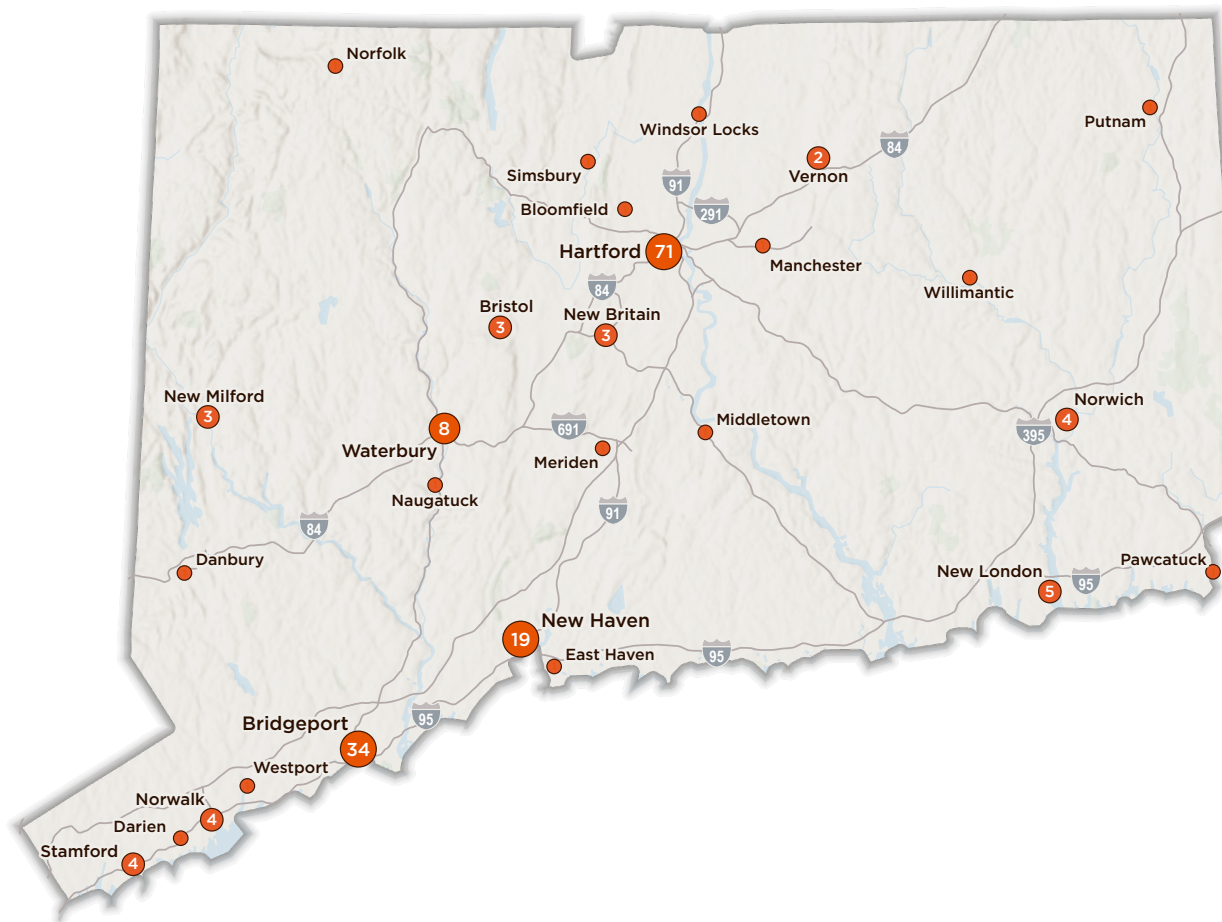 Norfolk
Putnam
Windsor Locks
84
2
Vernon
Simsbury
91
Bloomfield
291
Hartford
71
Manchester
Willimantic
84
Bristol
New Britain
3
3
New Milford
3
Norwich
4
Middletown
8
691
395
Waterbury
Meriden
Naugatuck
91
84
Danbury
Pawcatuck
New London
95
5
New Haven
19
East Haven
95
Bridgeport
95
34
Westport
Norwalk
4
Darien
Stamford
4